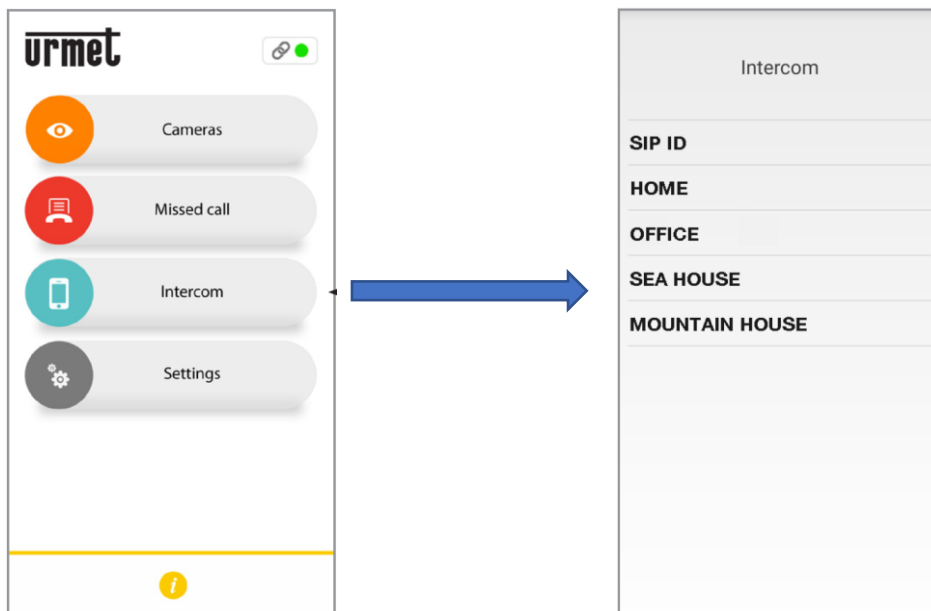 urmet
Cameras
Missed call
Intercom
Settings
i
Intercom
SIP ID
HOME
OFFICE
SEA HOUSE
MOUNTAIN HOUSE